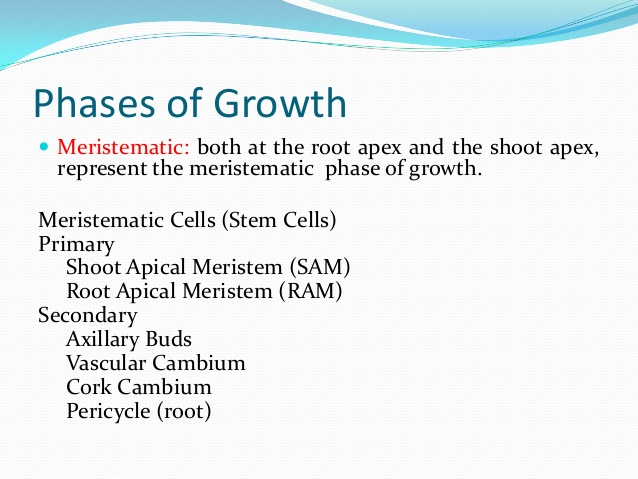 Phases of Growth
• Meristematic: both at the root apex and the shoot apex,
represent the meristematic phase of growth.
Meristematic Cells (Stem Cells)
Primary
Shoot Apical Meristem (SAM)
Root Apical Meristem (RAM)
Secondary
Axillary Buds
Vascular Cambium
Cork Cambium
Pericycle (root)